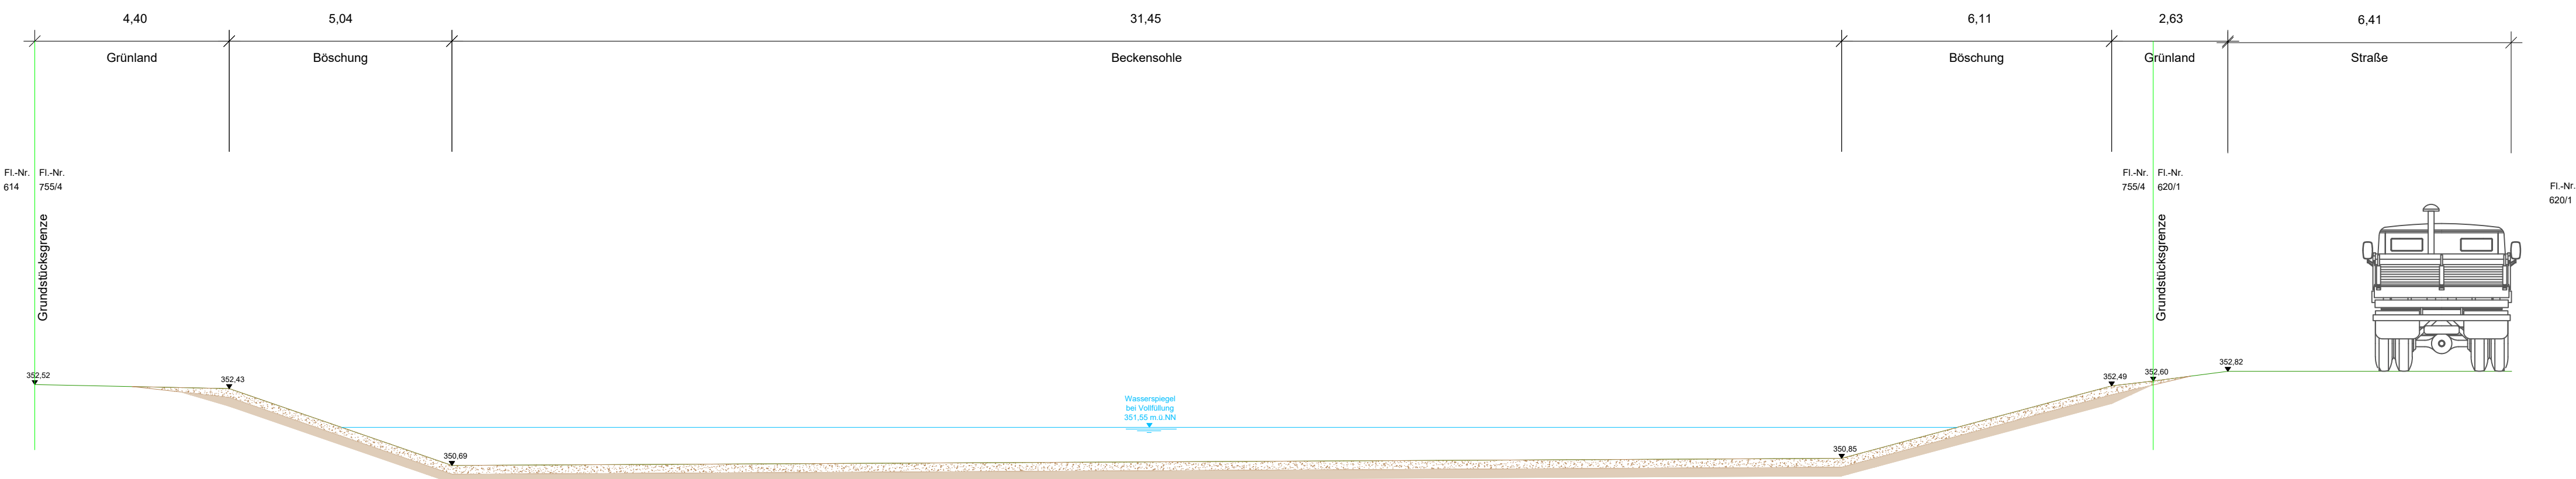 4,40
5,04
31,45
6,11
2,63
6,41
Grünland
Böschung
Beckensohle
Böschung
Grünland
Straße
Fl.-Nr.
614
Fl.-Nr.
755/4
Fl.-Nr.
755/4
Fl.-Nr.
620/1
Fl.-Nr.
620/1
Grundstücksgrenze
Grundstücksgrenze
352,52
352,43
350,69
Wasserspiegel
bei Vollfüllung
351,55 m.ü.NN
350,85
352,49
352,60
352,82